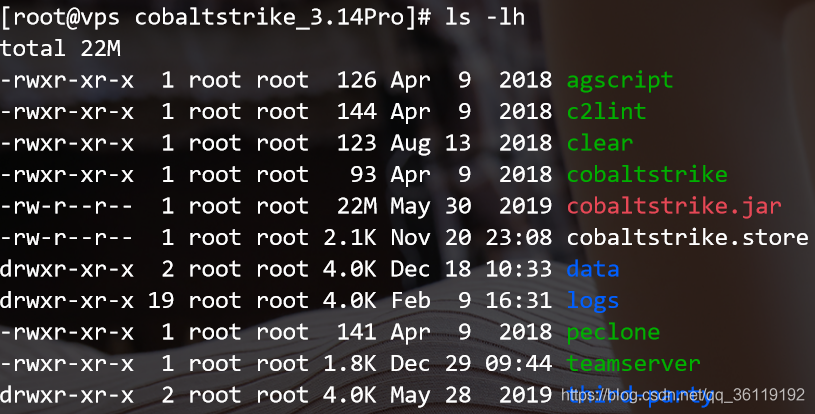 [root@vps cobaltstrike_3.14Pro]# ls -lh
total 22M
-rwxr-xr-x  1 root root  126 Apr  9  2018 agscript
-rwxr-xr-x  1 root root  144 Apr  9  2018 c2lint
-rwxr-xr-x  1 root root  123 Aug 13  2018 clear
-rwxr-xr-x  1 root root   93 Apr  9  2018 cobaltstrike
-rw-r--r--  1 root root  22M May 30  2019 cobaltstrike.jar
-rw-r--r--  1 root root 2.1K Nov 20 23:08 cobaltstrike.store
drwxr-xr-x  2 root root 4.0K Dec 18 10:33 data
drwxr-xr-x 19 root root 4.0K Feb  9 16:31 logs
-rwxr-xr-x  1 root root  141 Apr  9  2018 peclone
-rwxr-xr-x  1 root root 1.8K Dec 29 09:44 teamserver
drwxr-xr-x  2 root root 4.0K May 28  2019 third-party
https://blog.csdn.net/qq_36119192